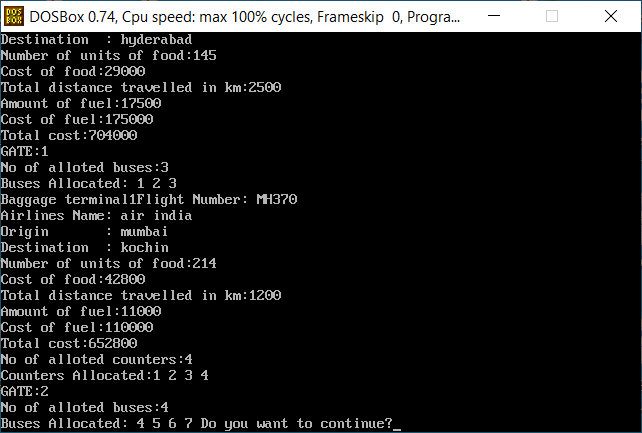 DOS BOX
DOSBox 0.74, Cpu speed: max 100% cycles, Frameskip 0, Progra...
Destination : hyderabad
Number of units of food:145
Cost of food:29000
Total distance travelled in km:2500
Amount of fuel:17500
Cost of fuel:175000
Total cost:704000
GATE:1
No of alloted buses:3
Buses Allocated: 1 2 3
Baggage terminal1Flight Number: MH370
Airlines Name: air india
Origin : mumbai
Destination : kochin
Number of units of food:214
Cost of food:42800
Total distance travelled in km:1200
Amount of fuel:11000
Cost of fuel:110000
Total cost:652800
No of alloted counters:4
Counters Allocated:1 2 3 4
GATE:2
No of alloted buses:4
Buses Allocated: 4 5 6 7 Do you want to continue?_